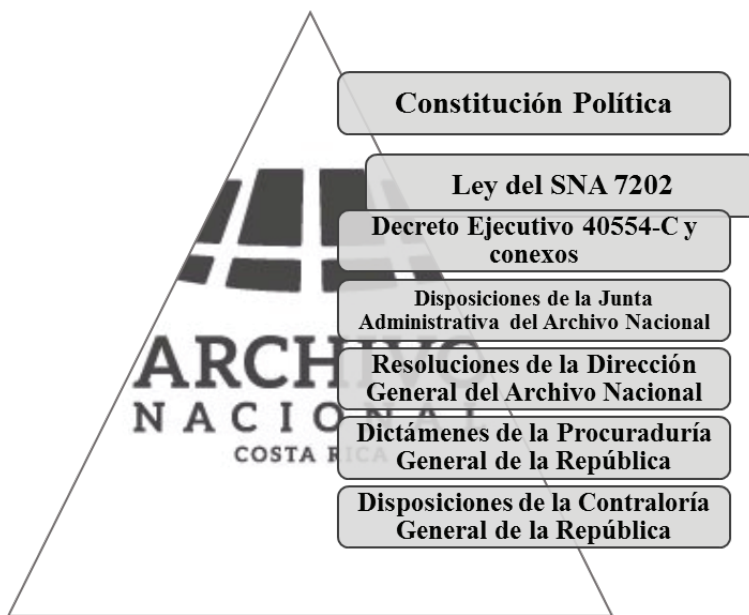 Constitución Política
Ley del SNA 7202
Decreto Ejecutivo 40554-C y
conexos
Disposiciones de la Junta
Administrativa del Archivo Nacional
Resoluciones de la Dirección
General del Archivo Nacional
Dictámenes de la Procuraduría
General de la República
Disposiciones de la Contraloría
General de la República
ARCHIVO
NACIONAL
COSTA RICA